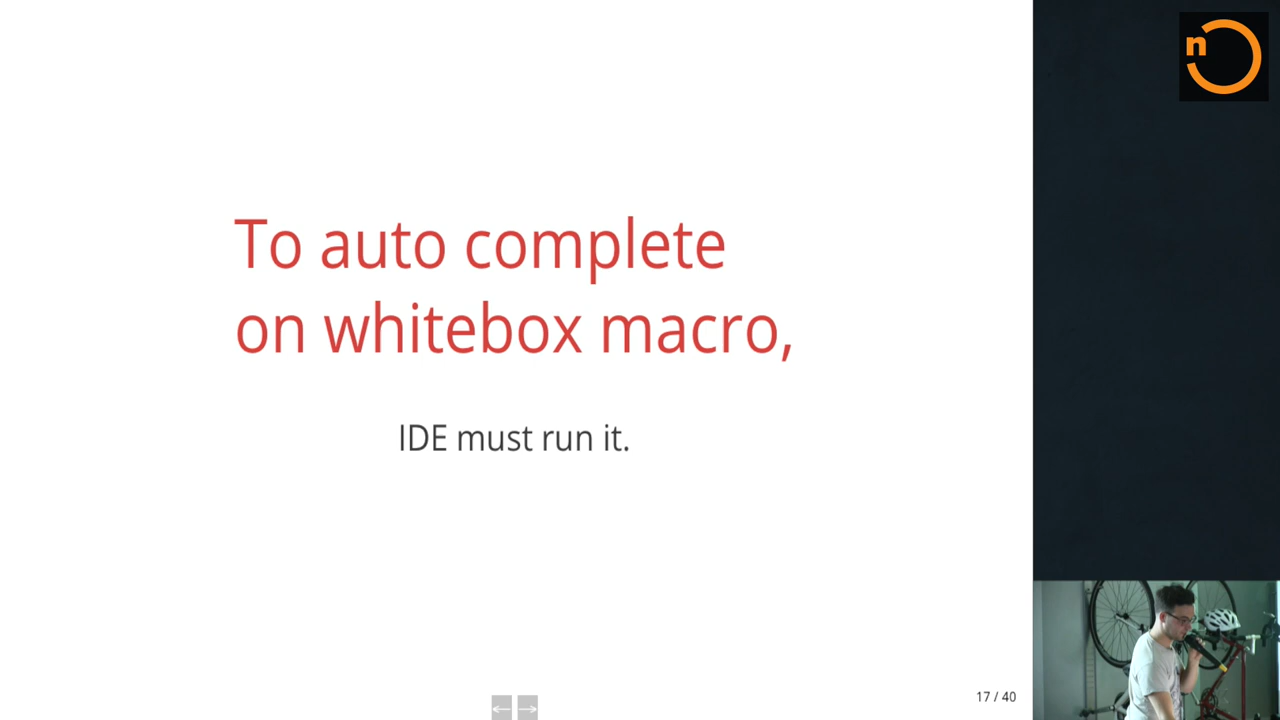 n
To auto complete
on whitebox macro,
IDE must run it.
17 / 40